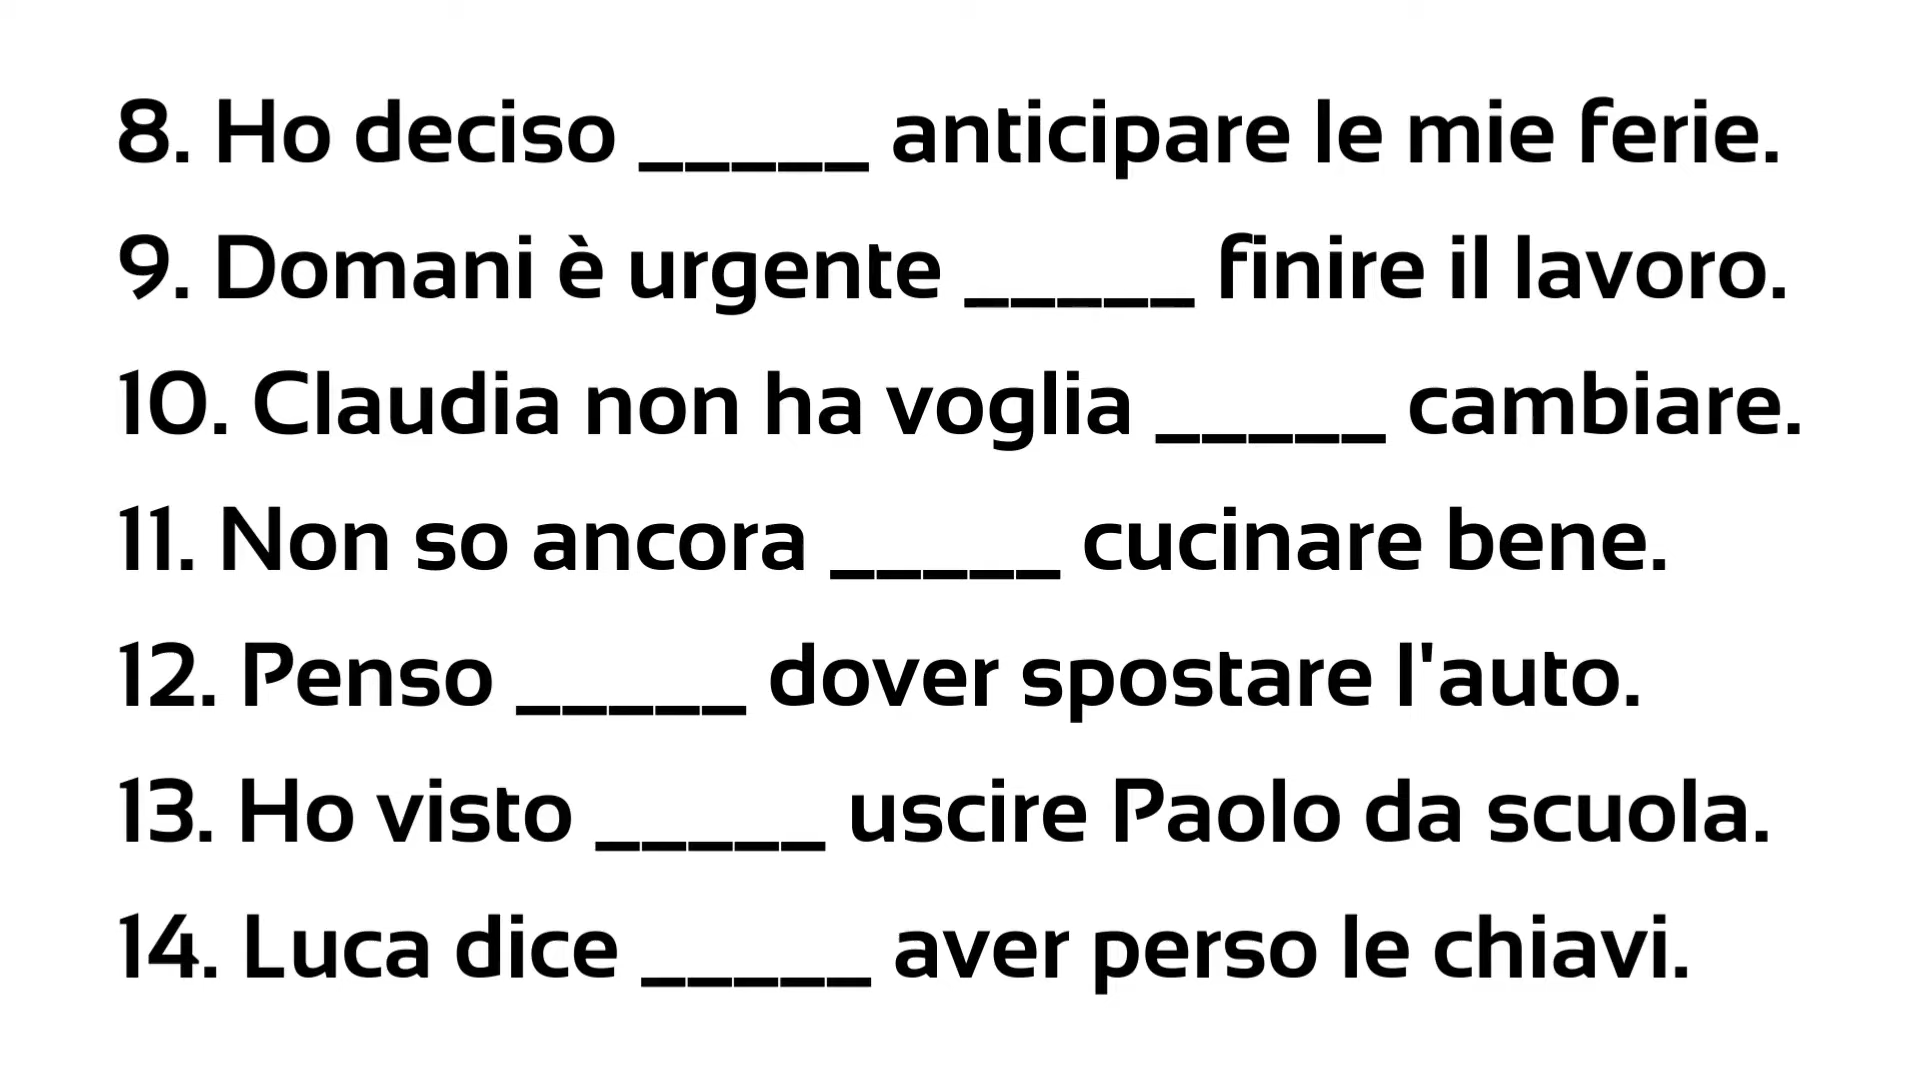 8. Ho deciso _____ anticipare le mie ferie.
9. Domani è urgente _____ finire il lavoro.
10. Claudia non ha voglia _____ cambiare.
11. Non so ancora _____ cucinare bene.
12. Penso _____ dover spostare l'auto.
13. Ho visto _____ uscire Paolo da scuola.
14. Luca dice _____ aver perso le chiavi.